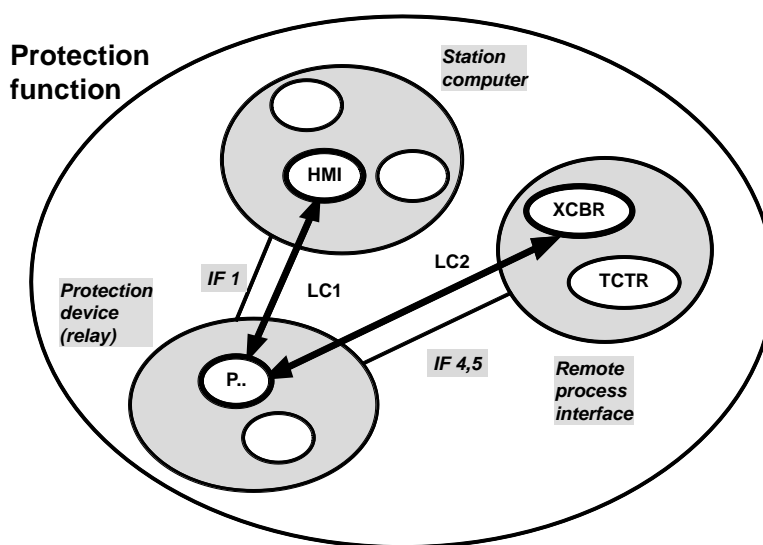 Protection
function
Station
computer
HMI
XCBR
TCTR
IF 1
LC1
LC2
Protection
device
(relay)
P..
IF 4,5
Remote
process
interface